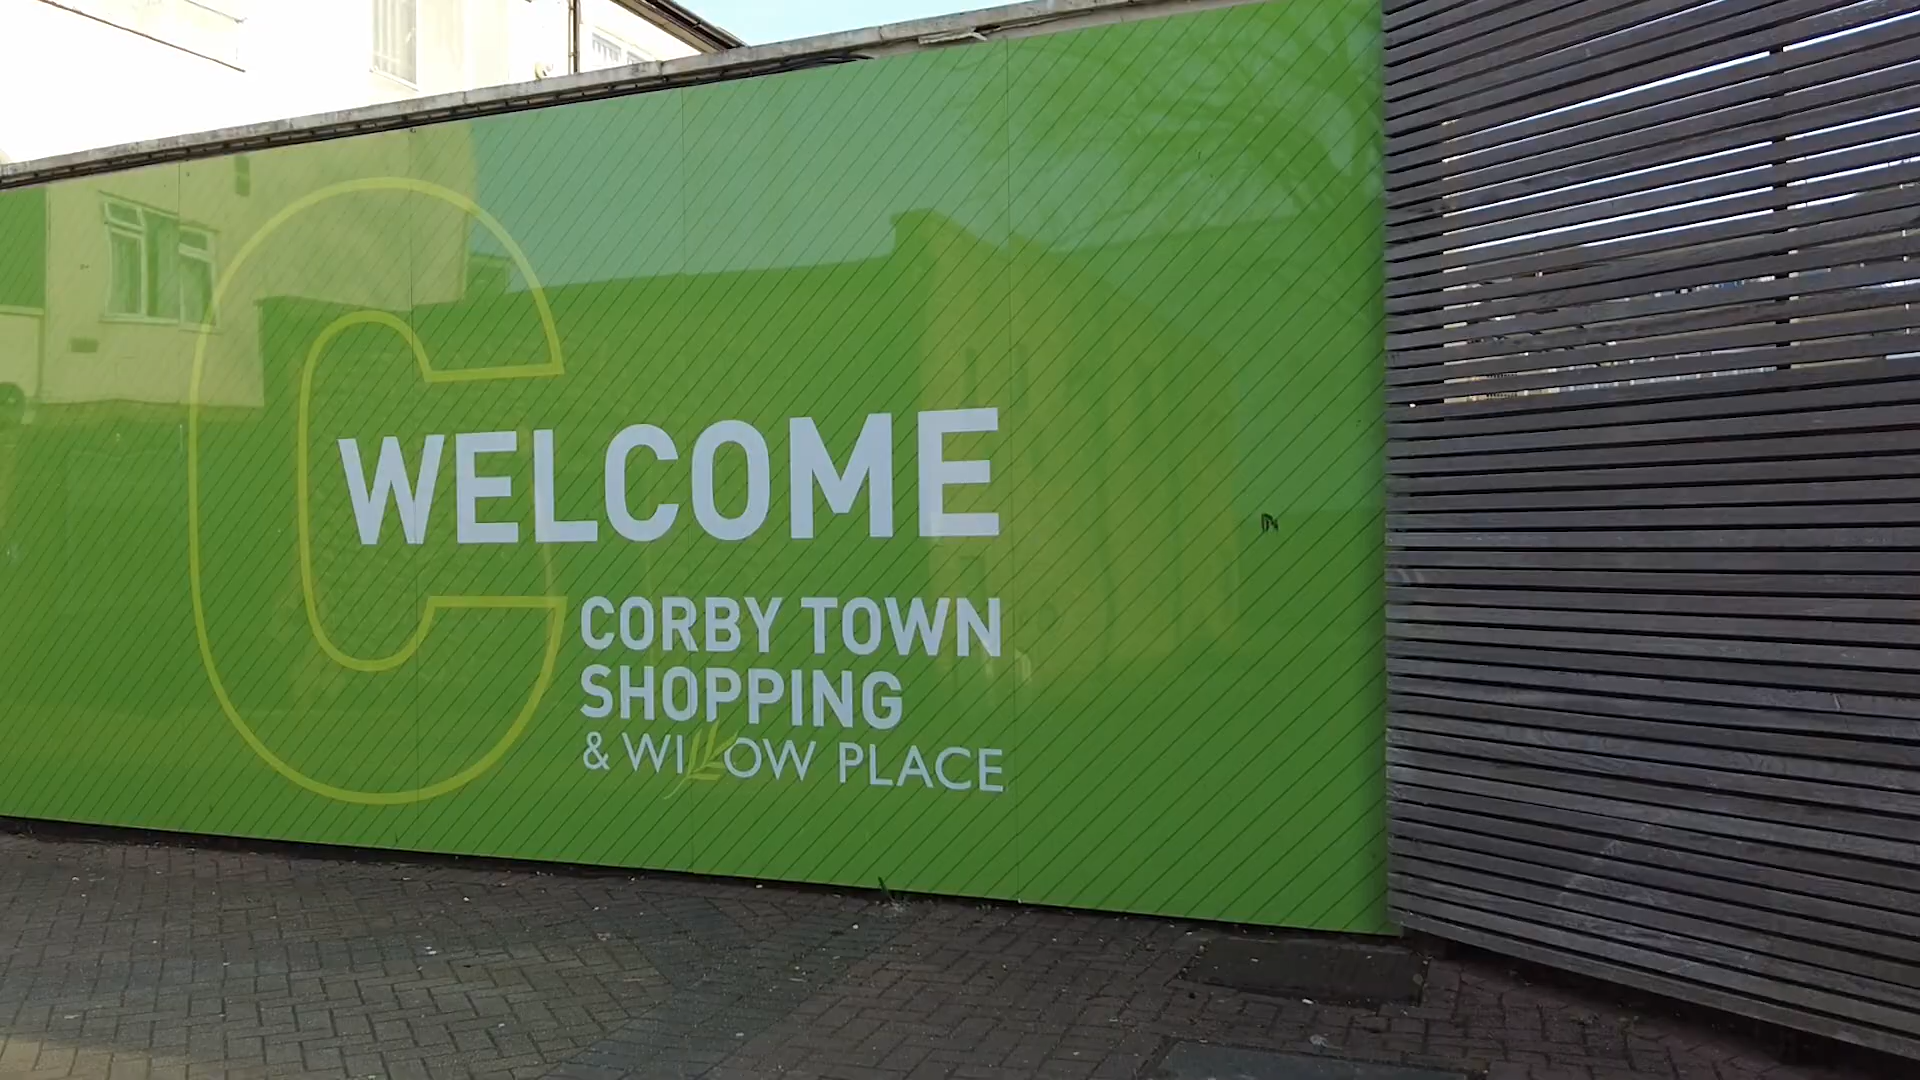 C
WELCOME
CORBY TOWN
SHOPPING
& WILLOW PLACE